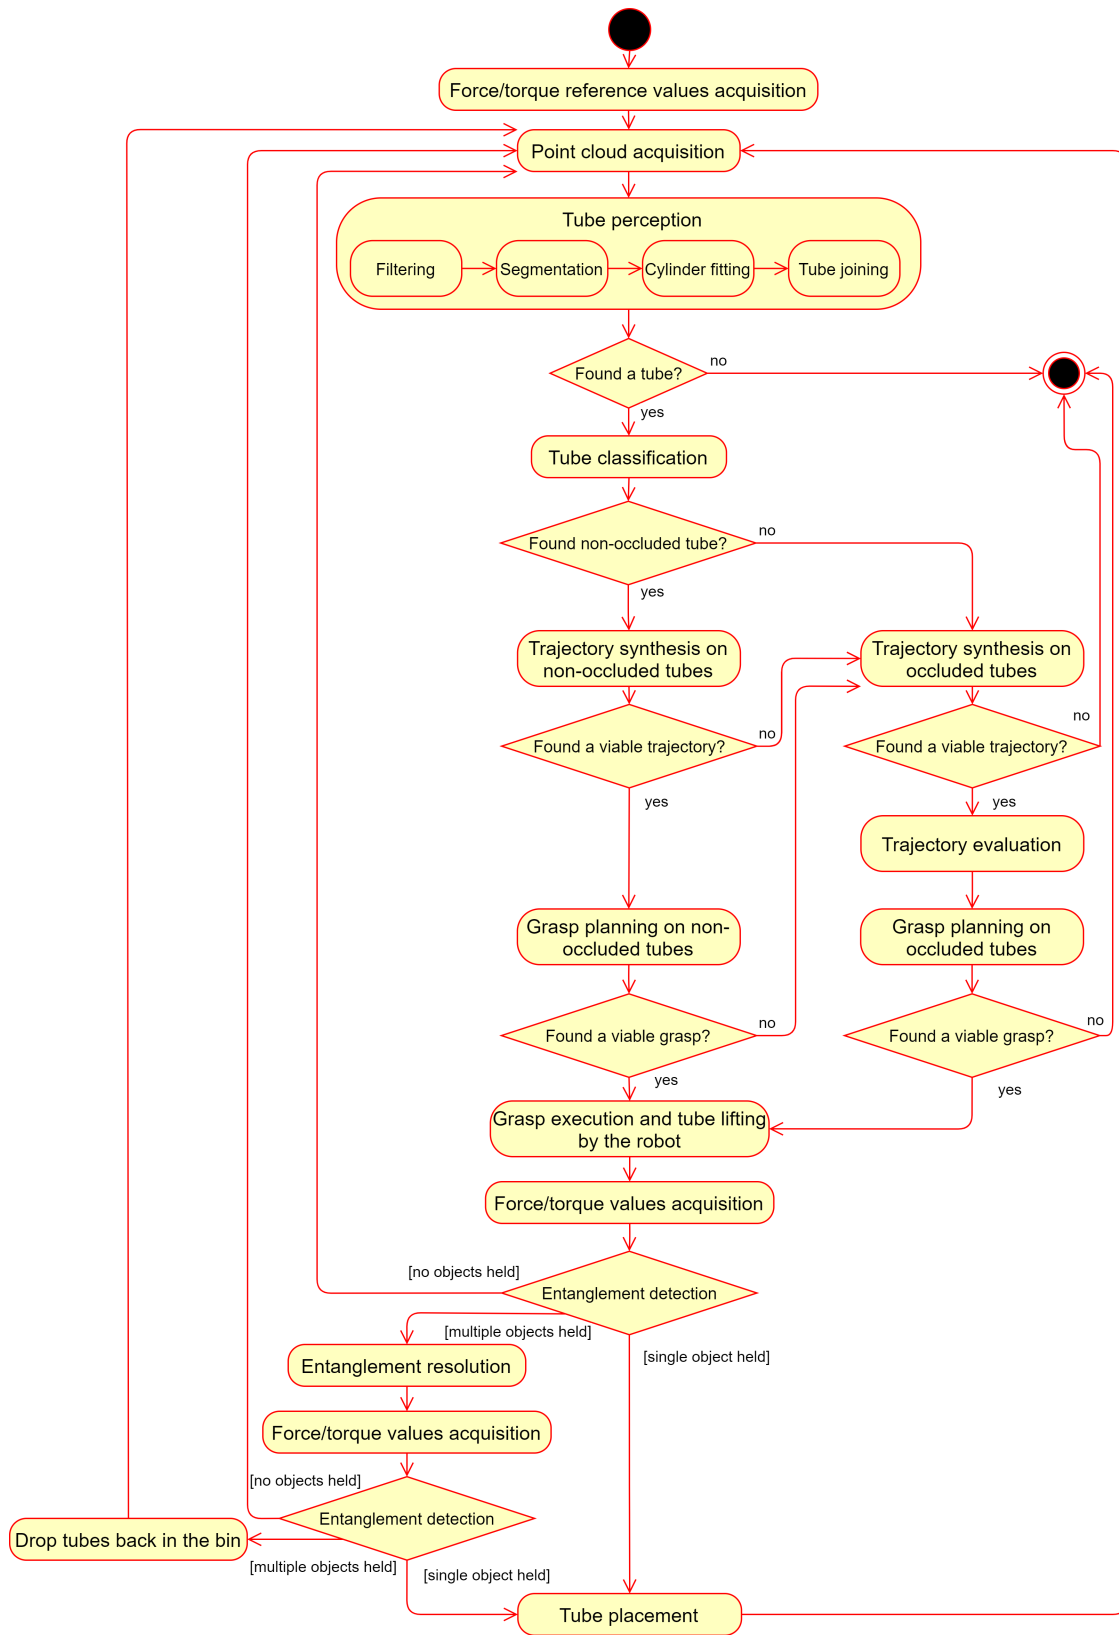 Force/torque reference values acquisition
Point cloud acquisition
Tube perception
Filtering
Segmentation
Cylinder fitting
Tube joining
Found a tube?
no
yes
Tube classification
Found non-occluded tube?
no
yes
Trajectory synthesis on
non-occluded tubes
Trajectory synthesis on
occluded tubes
Found a viable trajectory?
no
yes
Found a viable trajectory?
no
yes
Trajectory evaluation
Grasp planning on non-
occluded tubes
Grasp planning on
occluded tubes
Found a viable grasp?
no
yes
Found a viable grasp?
no
yes
Grasp execution and tube lifting
by the robot
Force/torque values acquisition
Entanglement detection
[no objects held]
[multiple objects held]
[single object held]
Entanglement resolution
Force/torque values acquisition
[no objects held]
Entanglement detection
Drop tubes back in the bin
[multiple objects held]
[single object held]
Tube placement